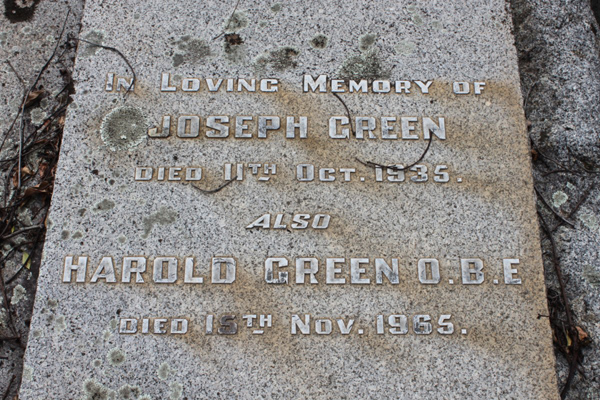 In Loving Memory of
JOSEPH GREEN
Died 11th Oct. 1935.
ALSO
HAROLD GREEN O.B.E
Died 15th Nov. 1965.